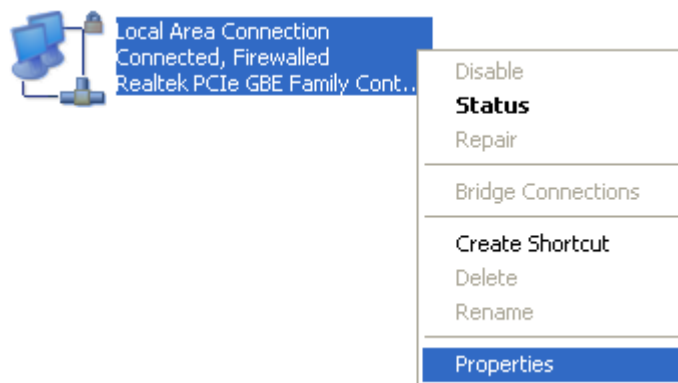 Local Area Connection
Connected, Firewalled
Realtek PCIe GBE Family Cont...
Disable
Status
Repair
Bridge Connections
Create Shortcut
Delete
Rename
Properties